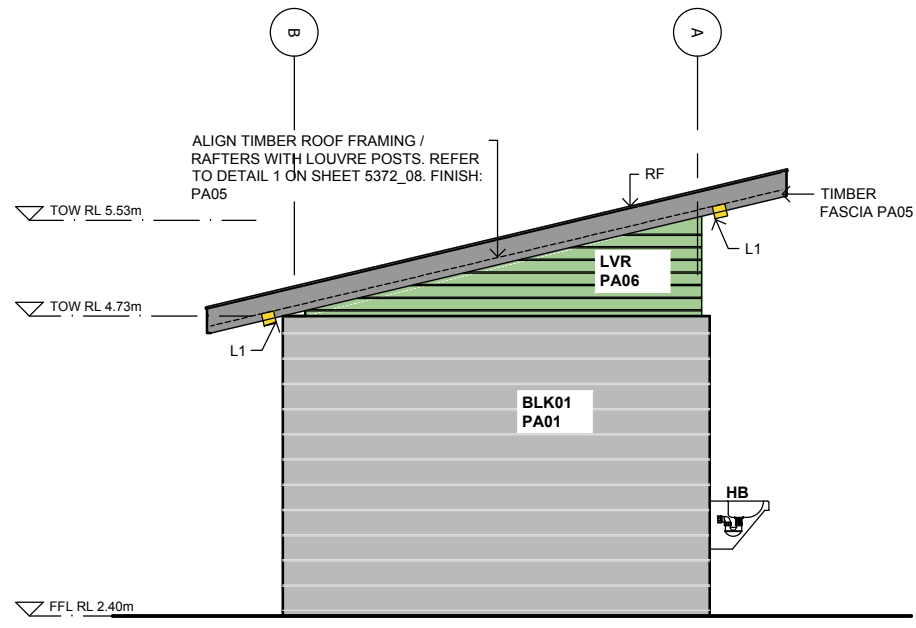 B
A
ALIGN TIMBER ROOF FRAMING /
RAFTERS WITH LOUVRE POSTS. REFER
TO DETAIL 1 ON SHEET 5372_08. FINISH:
PA05
RF
TIMBER
FASCIA PA05
TOW RL 5.53m
L1
LVR
PA06
TOW RL 4.73m
L1
BLK01
PA01
HB
FFL RL 2.40m